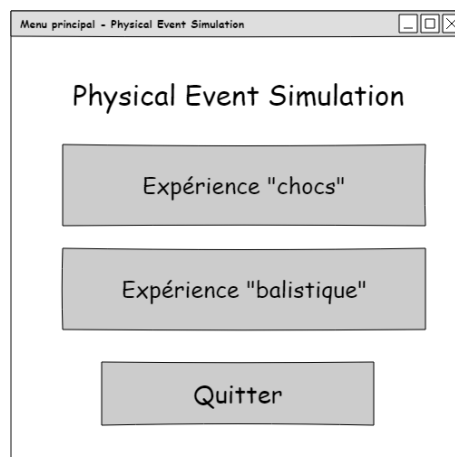 Menu principal - Physical Event Simulation
Physical Event Simulation
Expérience "chocs"
Expérience "balistique"
Quitter